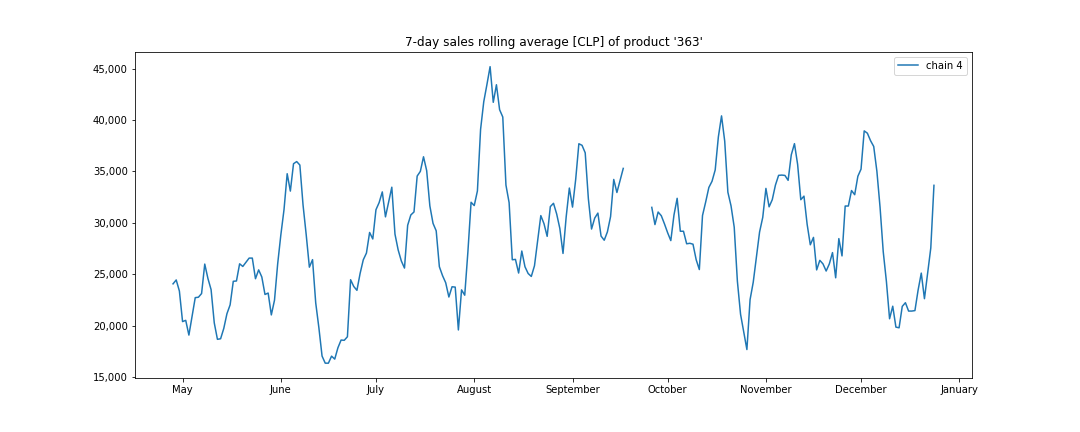 7-day sales rolling average [CLP] of product '363'
chain 4
45,000
40,000
35,000
30,000
25,000
20,000
15,000
May June July August September October November December January